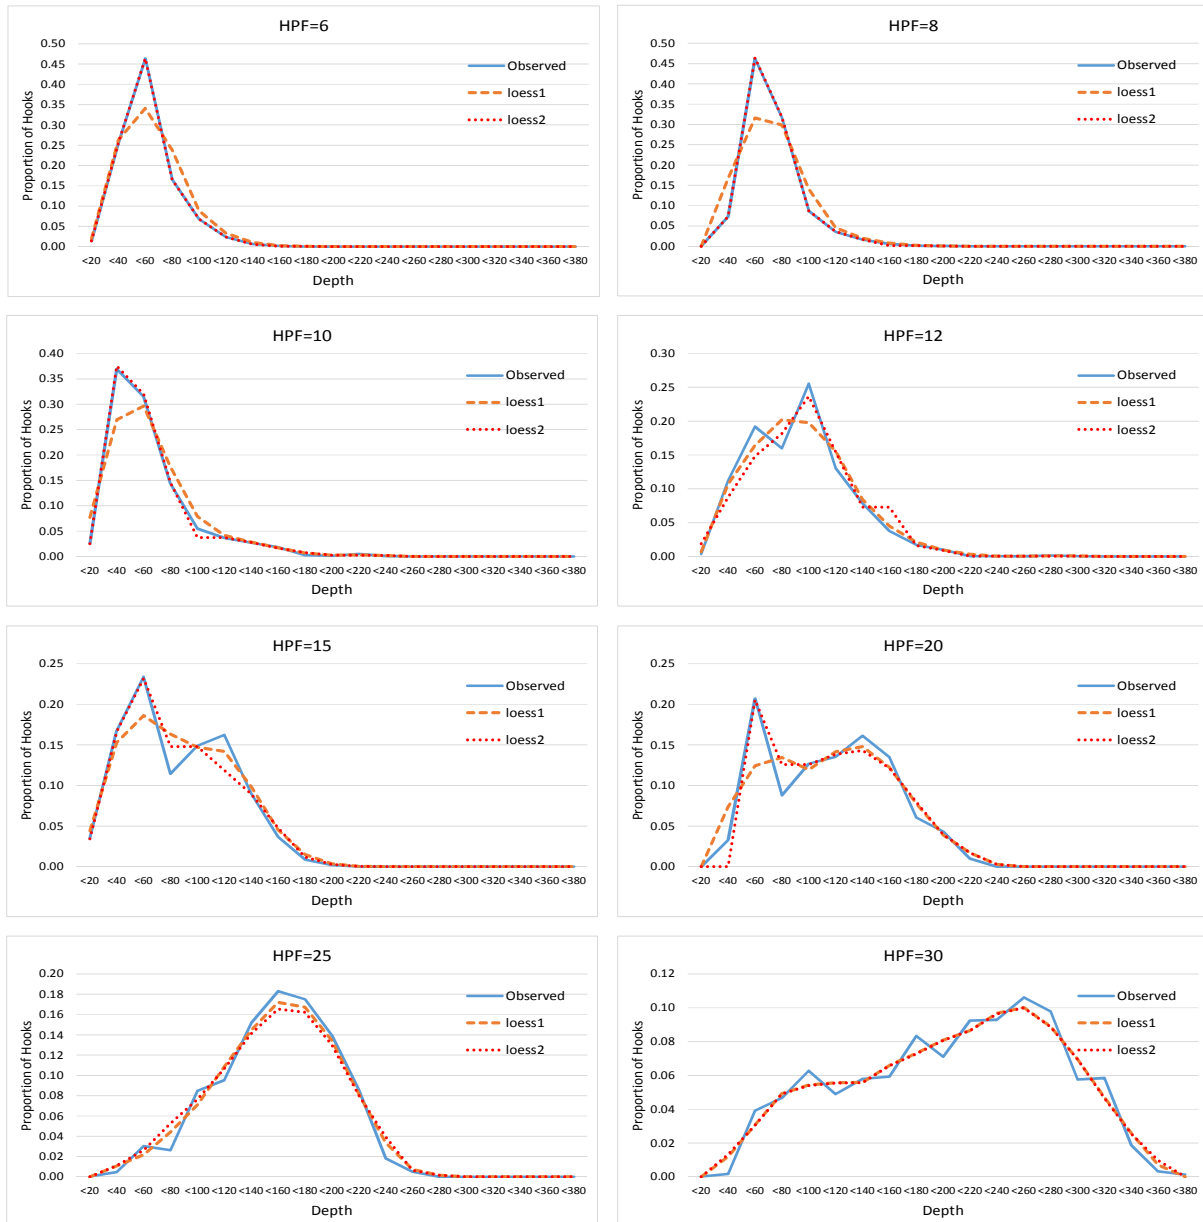 HPF=6
0.50
0.45
0.40
0.35
0.30
0.25
0.20
0.15
0.10
0.05
0.00
Proportion of Hooks
Observed
loess1
loess2
<20 <40 <60 <80 <100 <120 <140 <160 <180 <200 <220 <240 <260 <280 <300 <320 <340 <360 <380
Depth
HPF=8
0.50
0.45
0.40
0.35
0.30
0.25
0.20
0.15
0.10
0.05
0.00
Proportion of Hooks
Observed
loess1
loess2
<20 <40 <60 <80 <100 <120 <140 <160 <180 <200 <220 <240 <260 <280 <300 <320 <340 <360 <380
Depth
HPF=10
0.40
0.35
0.30
0.25
0.20
0.15
0.10
0.05
0.00
Proportion of Hooks
Observed
loess1
loess2
<20 <40 <60 <80 <100 <120 <140 <160 <180 <200 <220 <240 <260 <280 <300 <320 <340 <360 <380
Depth
HPF=12
0.30
0.25
0.20
0.15
0.10
0.05
0.00
Proportion of Hooks
Observed
loess1
loess2
<20 <40 <60 <80 <100 <120 <140 <160 <180 <200 <220 <240 <260 <280 <300 <320 <340 <360 <380
Depth
HPF=15
0.25
0.20
0.15
0.10
0.05
0.00
Proportion of Hooks
Observed
loess1
loess2
<20 <40 <60 <80 <100 <120 <140 <160 <180 <200 <220 <240 <260 <280 <300 <320 <340 <360 <380
Depth
HPF=20
0.25
0.20
0.15
0.10
0.05
0.00
Proportion of Hooks
Observed
loess1
loess2
<20 <40 <60 <80 <100 <120 <140 <160 <180 <200 <220 <240 <260 <280 <300 <320 <340 <360 <380
Depth
HPF=25
0.20
0.18
0.16
0.14
0.12
0.10
0.08
0.06
0.04
0.02
0.00
Proportion of Hooks
Observed
loess1
loess2
<20 <40 <60 <80 <100 <120 <140 <160 <180 <200 <220 <240 <260 <280 <300 <320 <340 <360 <380
Depth
HPF=30
0.12
0.10
0.08
0.06
0.04
0.02
0.00
Proportion of Hooks
Observed
loess1
loess2
<20 <40 <60 <80 <100 <120 <140 <160 <180 <200 <220 <240 <260 <280 <300 <320 <340 <360 <380
Depth